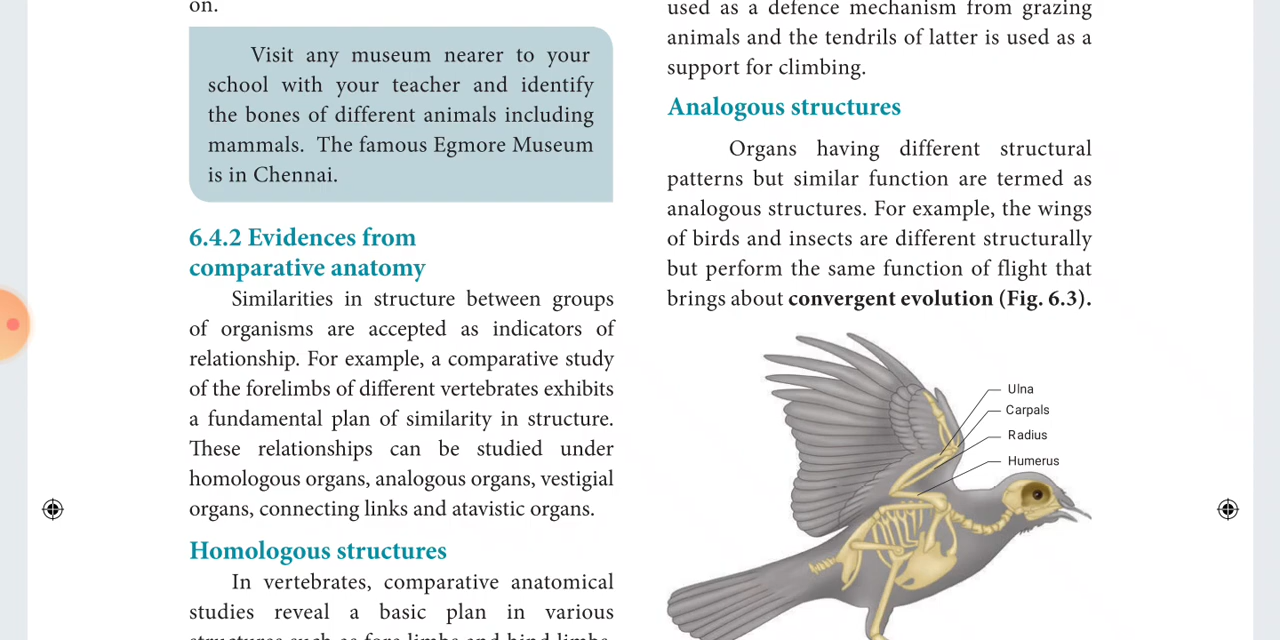 on.
Visit any museum nearer to your
school with your teacher and identify
the bones of different animals including
mammals. The famous Egmore Museum
is in Chennai.
6.4.2 Evidences from
comparative anatomy
Similarities in structure between groups
of organisms are accepted as indicators of
relationship. For example, a comparative study
of the forelimbs of different vertebrates exhibits
a fundamental plan of similarity in structure.
These relationships can be studied under
homologous organs, analogous organs, vestigial
organs, connecting links and atavistic organs.
Homologous structures
In vertebrates, comparative anatomical
studies reveal a basic plan in various
structures such as fore limbs and hind limbs.
used as a defence mechanism from grazing
animals and the tendrils of latter is used as a
support for climbing.
Analogous structures
Organs having different structural
patterns but similar function are termed as
analogous structures. For example, the wings
of birds and insects are different structurally
but perform the same function of flight that
brings about convergent evolution (Fig. 6.3).
Ulna
Carpals
Radius
Humerus